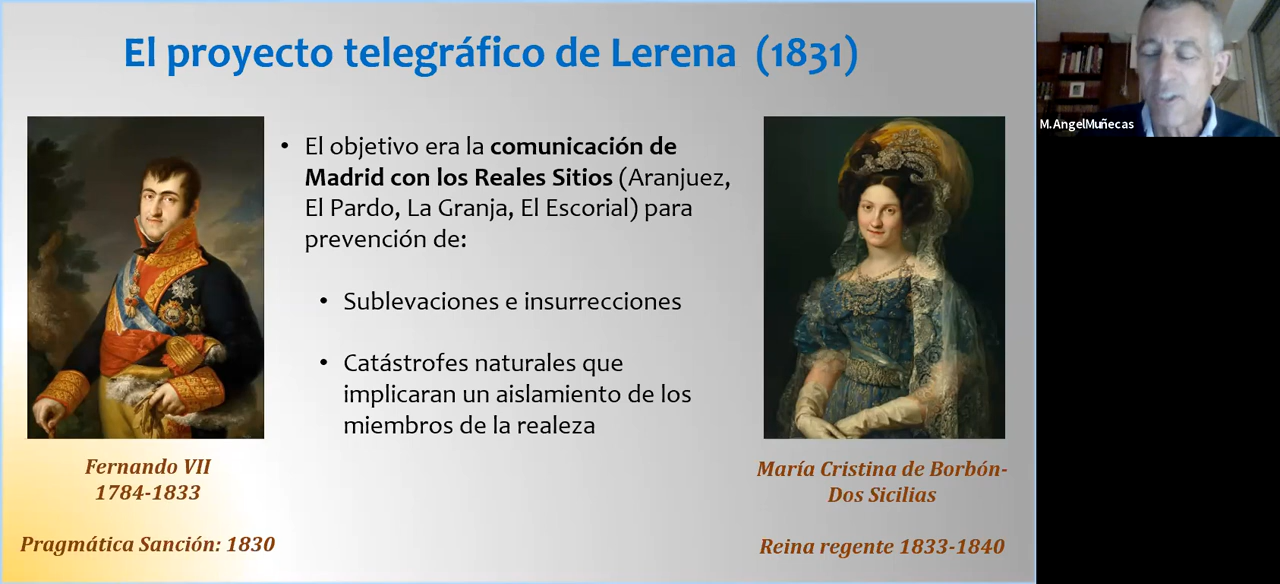 El proyecto telegráfico de Lerena (1831)
• El objetivo era la comunicación de
Madrid con los Reales Sitios (Aranjuez,
El Pardo, La Granja, El Escorial) para
prevención de:
• Sublevaciones e insurrecciones
• Catástrofes naturales que
implicaran un aislamiento de los
miembros de la realeza
Fernando VII
1784-1833
Pragmática Sanción: 1830
María Cristina de Borbón-
Dos Sicilias
Reina regente 1833-1840
M.AngelMuñecas